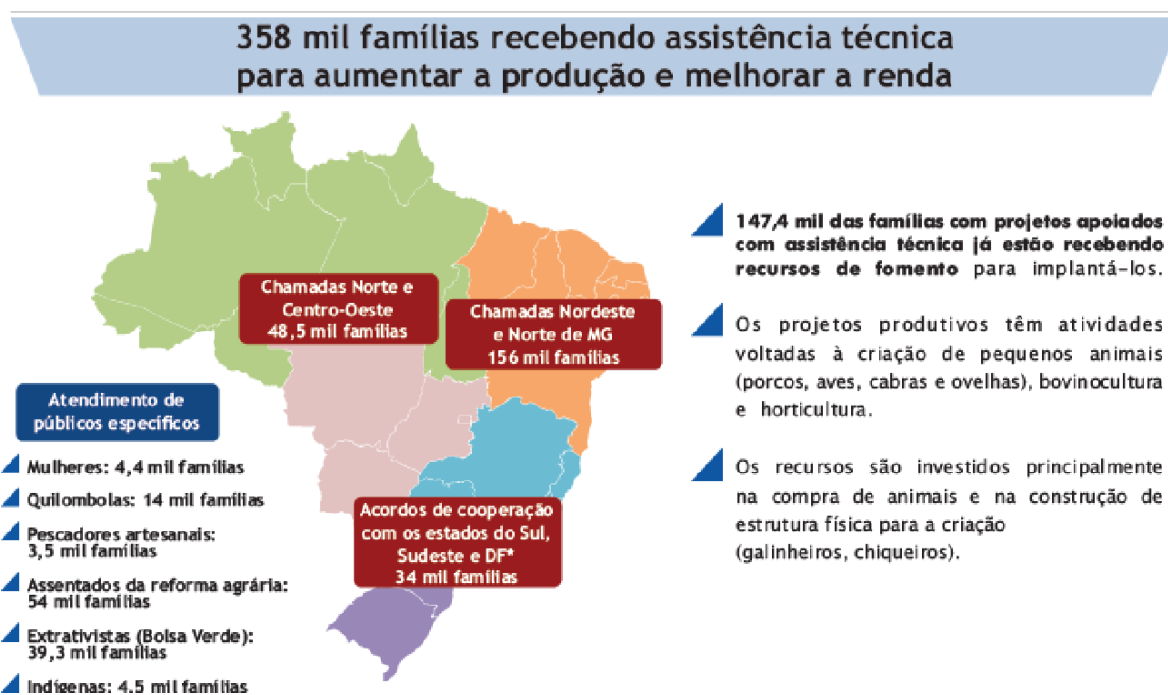 358 mil famílias recebendo assistência técnica
para aumentar a produção e melhorar a renda
Chamadas Norte e
Centro-Oeste
48,5 mil famílias
Chamadas Nordeste
e Norte de MG
156 mil famílias
Acordos de cooperação
com os estados do Sul,
Sudeste e DF*
34 mil famílias
Atendimento de
públicos específicos
Mulheres: 4,4 mil famílias
Quilombolas: 14 mil famílias
Pescadores artesanais:
3,5 mil famílias
Assentados da reforma agrária:
54 mil famílias
Extrativistas (Bolsa Verde):
39,3 mil famílias
Indígenas: 4,5 mil famílias
147,4 mil das famílias com projetos apoiados
com assistência técnica já estão recebendo
recursos de fomento para implantá-los.
Os projetos produtivos têm atividades
voltadas à criação de pequenos animais
(porcos, aves, cabras e ovelhas), bovinocultura
e horticultura.
Os recursos são investidos principalmente
na compra de animais e na construção de
estrutura física para a criação
(galinheiros, chiqueiros).